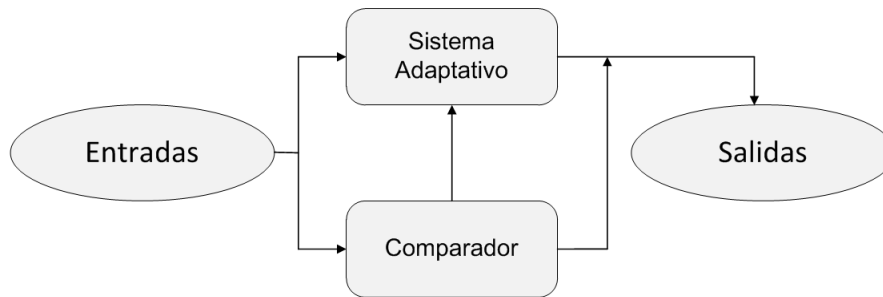 Entradas
Sistema
Adaptativo
Comparador
Salidas